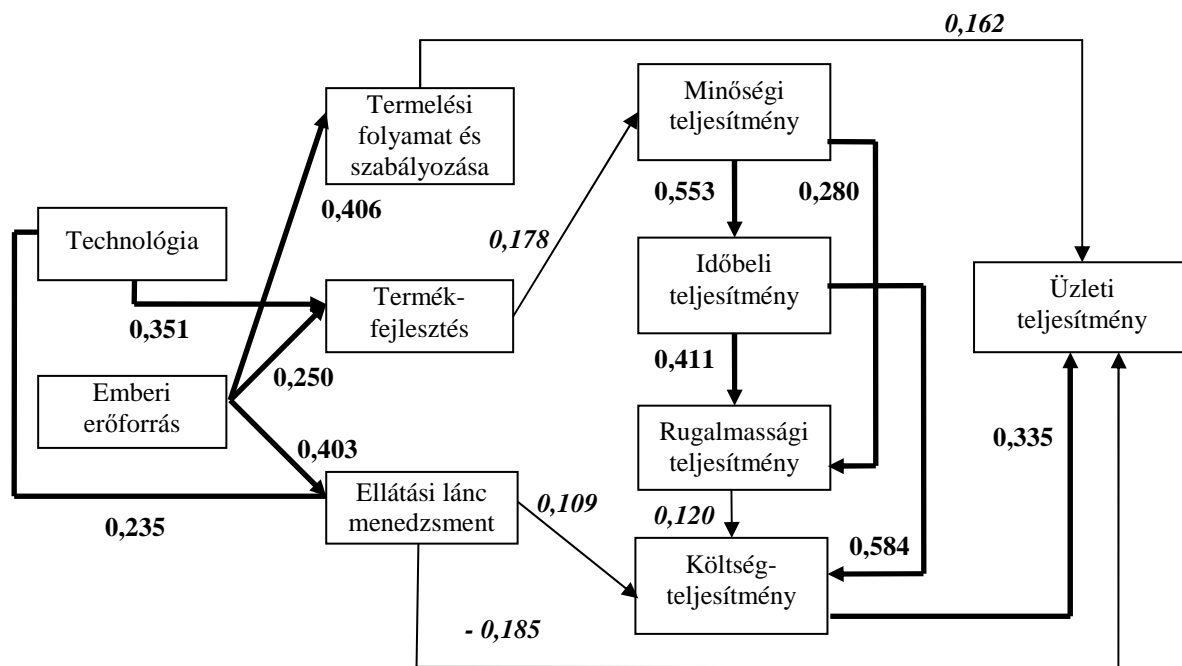 0,162
Termelési
folyamat és
szabályozása
Minőségi
teljesítmény
0,406
0,553
0,280
Technológia
0,178
Időbeli
teljesítmény
Üzleti
teljesítmény
Termék-
fejlesztés
0,351
0,250
0,411
Emberi
erőforrás
Rugalmassági
teljesítmény
0,335
0,403
Ellátási lánc
menedzsment
0,109
0,120
0,235
0,584
Költség-
teljesítmény
- 0,185